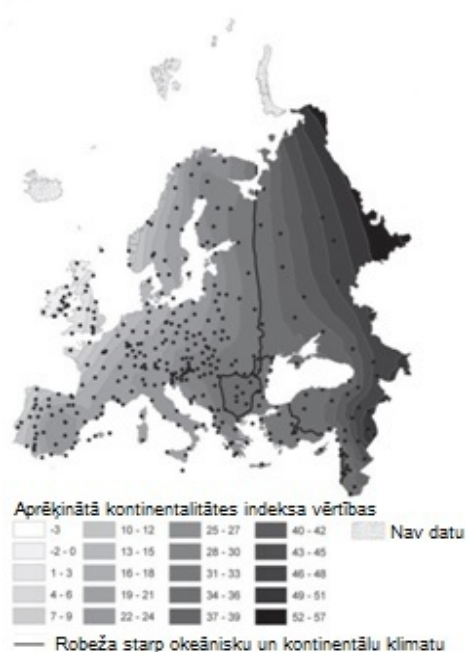 Aprēķinātā kontinentalitātes indeksa vērtības
-3 10 - 12 25 - 27 40 - 42 Nav datu
-2 - 0 13 - 15 28 - 30 43 - 45
1 - 3 16 - 18 31 - 33 46 - 48
4 - 6 19 - 21 34 - 36 49 - 51
7 - 9 22 - 24 37 - 39 52 - 57
Robeža starp okeānisku un kontinentālu klimatu